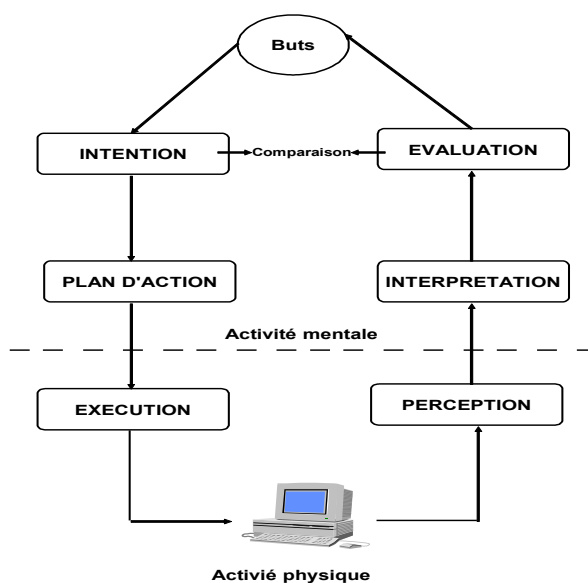 Buts
INTENTION
Comparaison
EVALUATION
PLAN D'ACTION
INTERPRETATION
Activité mentale
EXECUTION
PERCEPTION
Activié physique